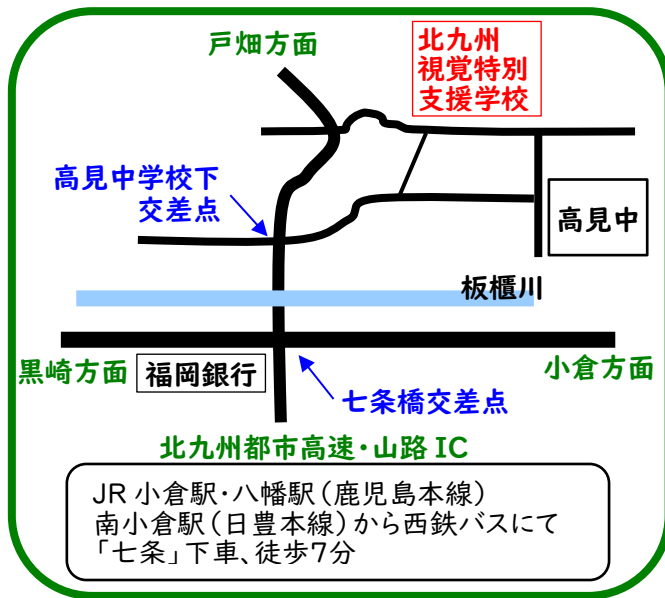 戸畑方面
北九州
視覚特別
支援学校
高見中学校下
交差点
高見中
板櫃川
黒崎方面
福岡銀行
小倉方面
七条橋交差点
北九州都市高速・山路 IC
JR 小倉駅・八幡駅（鹿児島本線）
南小倉駅（日豊本線）から西鉄バスにて
「七条」下車、徒歩7分